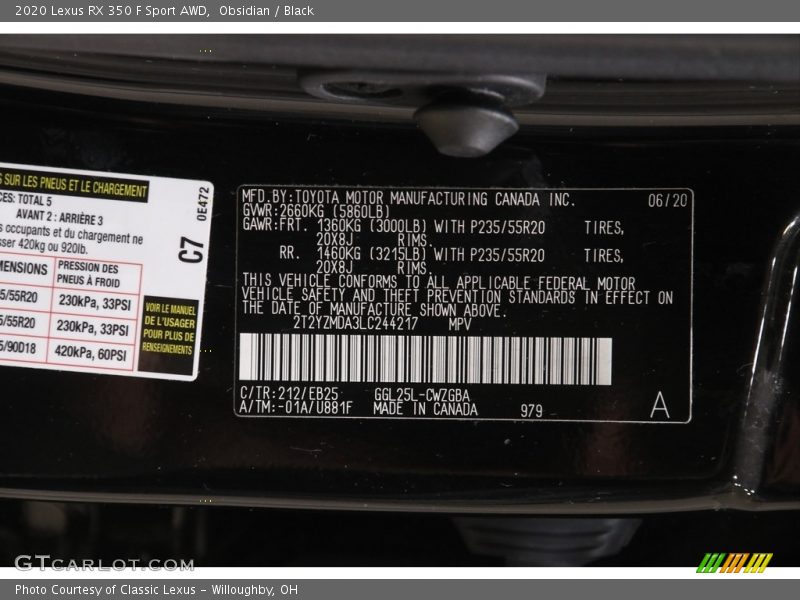 2020 Lexus RX 350 F Sport AWD, Obsidian / Black
S SUR LES PNEUS ET LE CHARGEMENT
CES: TOTAL 5
AVANT 2 : ARRIÈRE 3
s occupants et du chargement ne
sser 420kg ou 920lb.
MENSIONS
PRESSION DES
PNEUS À FROID
5/55R20
230kPa, 33PSI
5/55R20
230kPa, 33PSI
5/90D18
420kPa, 60PSI
VOIR LE MANUEL
DE L'USAGER
POUR PLUS DE
RENSEIGNEMENTS
C7
0E472
MFD.BY:TOYOTA MOTOR MANUFACTURING CANADA INC. 06/20
GVWR:2660KG (5860LB)
GAWR:FRT. 1360KG (3000LB) WITH P235/55R20 TIRES,
20X8J RIMS.
RR. 1460KG (3215LB) WITH P235/55R20 TIRES,
20X8J RIMS.
THIS VEHICLE CONFORMS TO ALL APPLICABLE FEDERAL MOTOR
VEHICLE SAFETY AND THEFT PREVENTION STANDARDS IN EFFECT ON
THE DATE OF MANUFACTURE SHOWN ABOVE.
2T2YZMDA3LC244217 MPV
C/TR:212/EB25 GGL25L-CWZGBA
A/TM:-01A/U881F MADE IN CANADA 979
A
GTCARLOT.COM
Photo Courtesy of Classic Lexus – Willoughby, OH